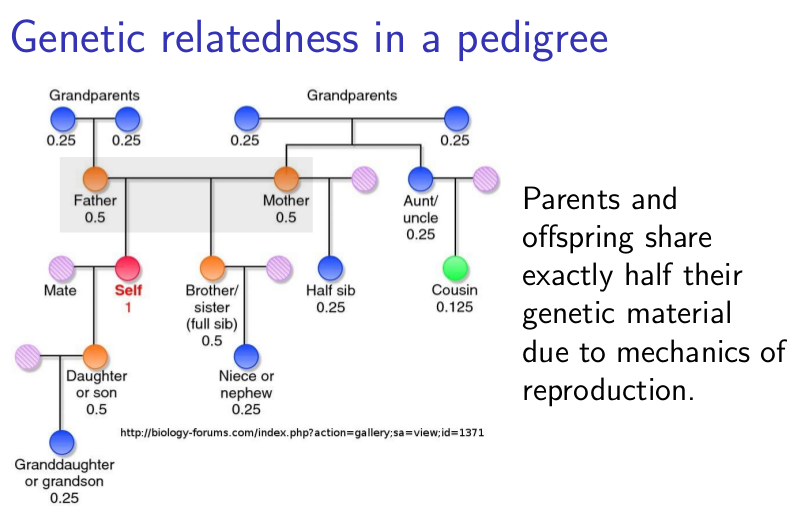 Genetic relatedness in a pedigree
Grandparents
Grandparents
0.25
0.25
0.25
0.25
Father
0.5
Mother
0.5
Aunt/
uncle
0.25
Mate
Self
1
Brother/
sister
(full sib)
0.5
Half sib
0.25
Cousin
0.125
Daughter
or son
0.5
Niece or
nephew
0.25
http://biology-forums.com/index.php?action=gallery;sa=view;id=1371
Granddaughter
or grandson
0.25
Parents and
offspring share
exactly half their
genetic material
due to mechanics of
reproduction.